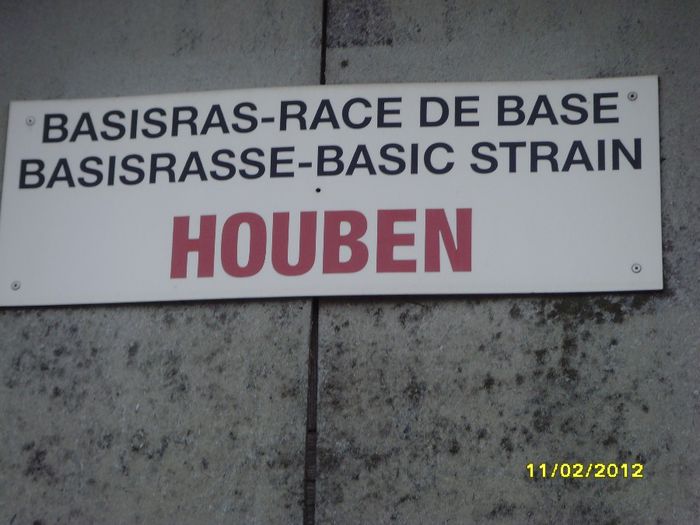 BASISRAS-RACE DE BASE
BASISRASSE-BASIC STRAIN
HOUBEN
11/02/2012